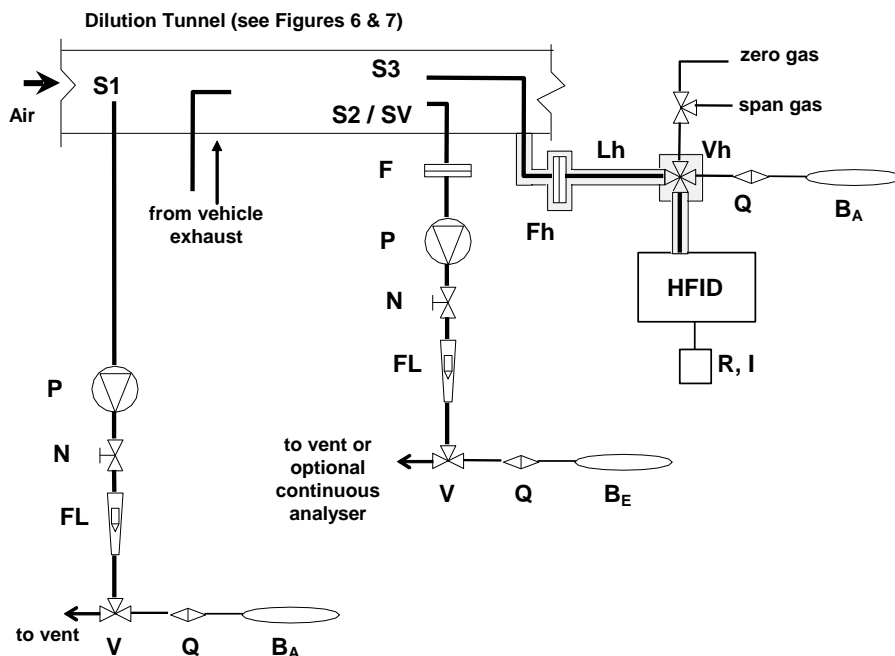 Dilution Tunnel (see Figures 6 & 7)
zero gas
S3
S1
Air
span gas
S2 / SV
Lh
Vh
F
from vehicle
exhaust
Q
BA
Fh
P
HFID
N
FL
R, I
P
to vent or
optional
continuous
analyser
N
V
Q
BE
FL
to vent
V
Q
BA